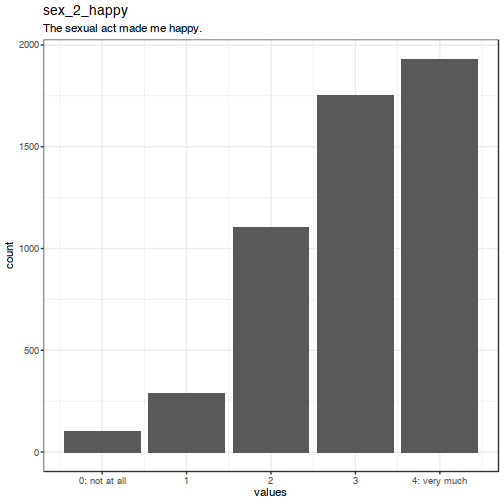 sex_2_happy
The sexual act made me happy.
2000
1500
1000
500
0
count
0: not at all 1 2 3 4: very much
values